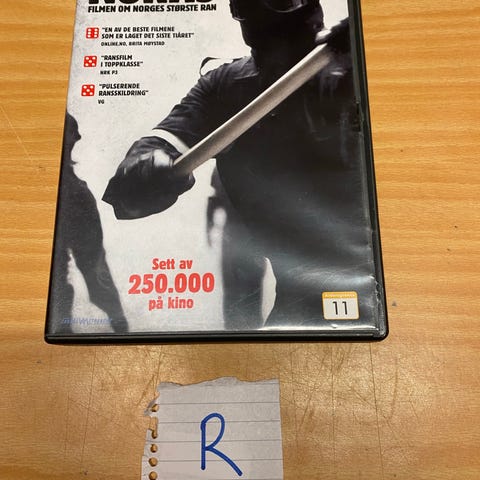 NOKAS
FILMEN OM NORGES STØRSTE RAN
"EN AV DE BESTE FILMENE
SOM ER LAGET DET SISTE TIÅRET"
ONLINE.NO, BRITA MØYSTAD
"RANSFILM
I TOPPKLASSE"
NRK P3
"PULSERENDE
RANSSKILDRING"
VG
Sett av
250.000
på kino
11
R